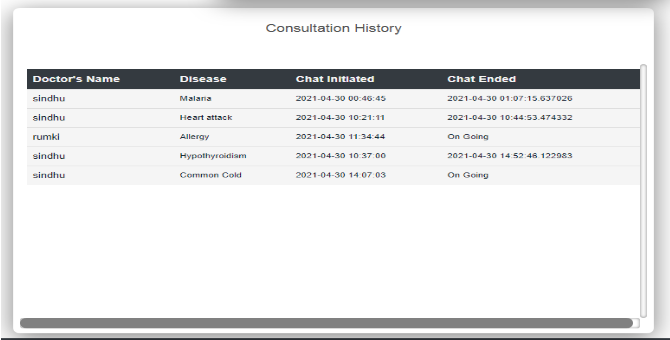 Consultation History
Doctor's Name Disease Chat Initiated Chat Ended
sindhu Malaria 2021-04-30 00:46:45 2021-04-30 01:07:15.637026
sindhu Heart attack 2021-04-30 10:21:11 2021-04-30 10:44:53.474332
rumki Allergy 2021-04-30 11:34:44 On Going
sindhu Hypothyroidism 2021-04-30 10:37:00 2021-04-30 14:52:46.122983
sindhu Common Cold 2021-04-30 14:07:03 On Going